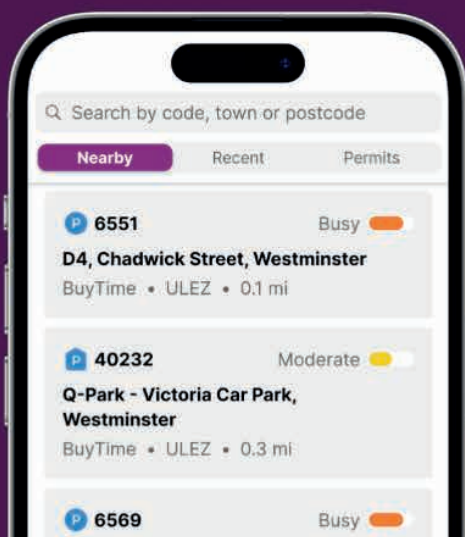 Search by code, town or postcode
Nearby Recent Permits
P 6551 Busy
D4, Chadwick Street, Westminster
BuyTime • ULEZ • 0.1 mi
P 40232 Moderate
Q-Park - Victoria Car Park,
Westminster
BuyTime • ULEZ • 0.3 mi
P 6569 Busy